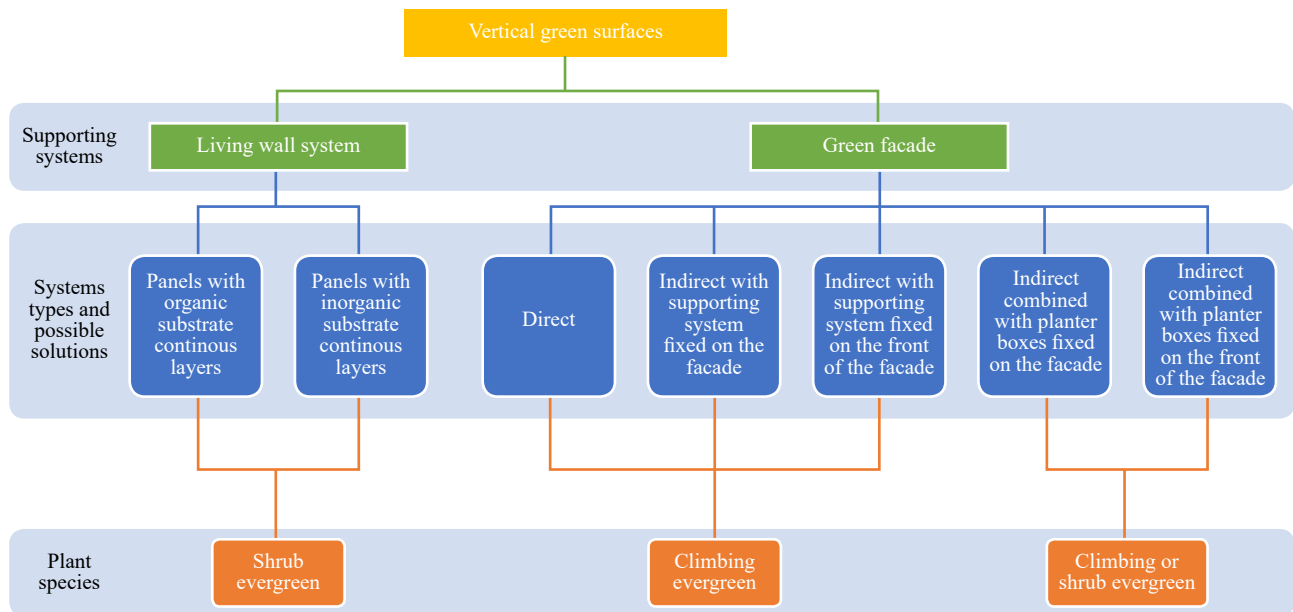 Vertical green surfaces
Supporting
systems
Living wall system
Green facade
Systems
types and
possible
solutions
Panels with
organic
substrate
continous
layers
Panels with
inorganic
substrate
continous
layers
Direct
Indirect with
supporting
system
fixed on the
facade
Indirect with
supporting
system fixed
on the front
of the facade
Indirect
combined
with planter
boxes fixed
on the facade
Indirect
combined
with planter
boxes fixed
on the front
of the facade
Plant
species
Shrub
evergreen
Climbing
evergreen
Climbing or
shrub evergreen